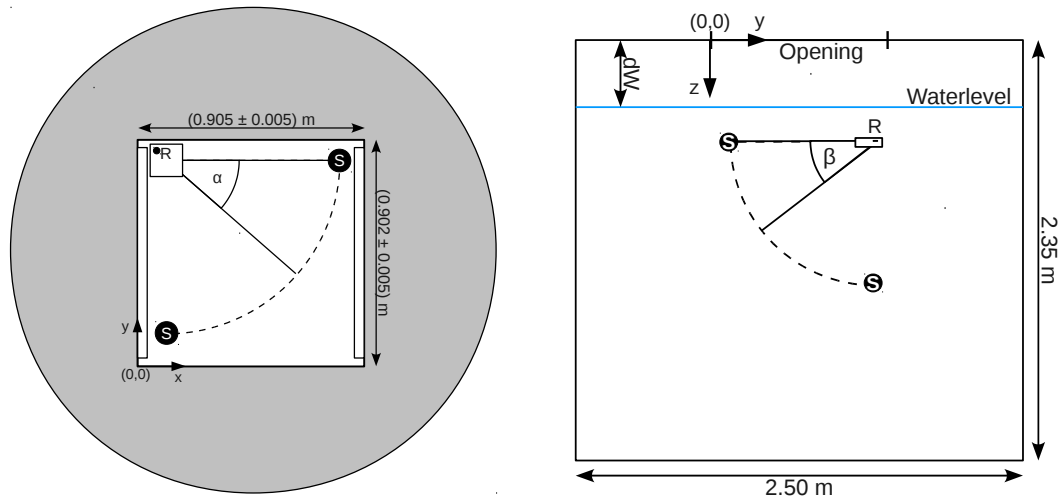 (0.905 ± 0.005) m
R
S
α
(0.902 ± 0.005) m
S
y
(0,0)
x
(0,0)
y
Opening
dW
z
Waterlevel
R
S
β
S
2.35 m
2.50 m